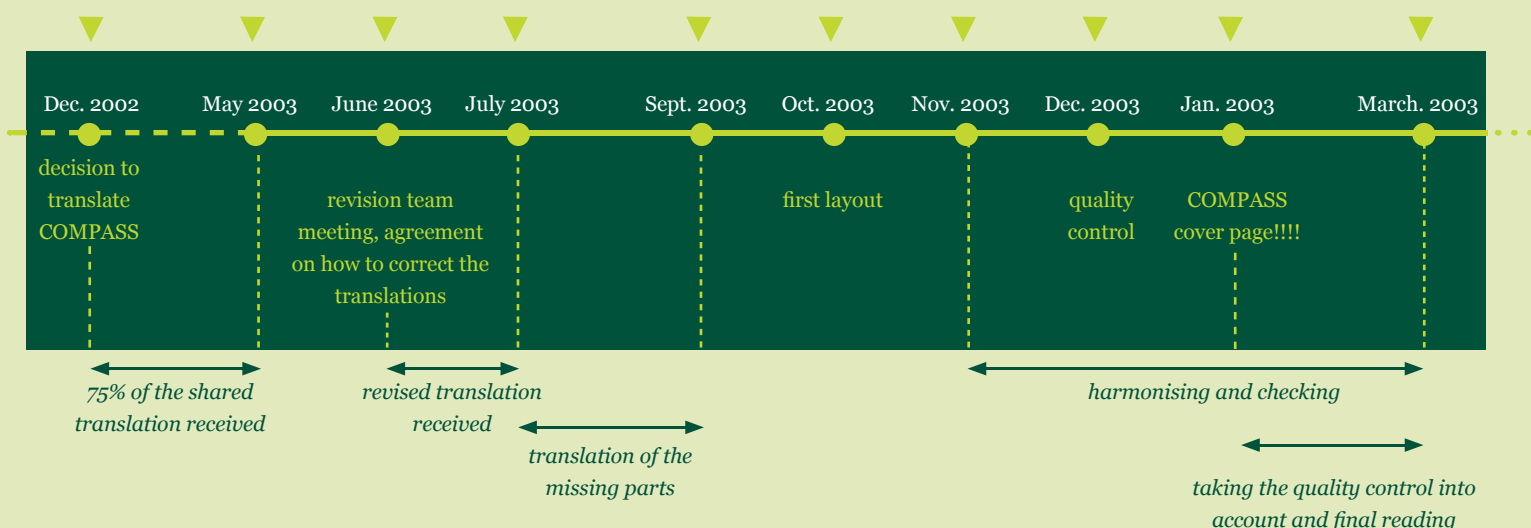 Dec. 2002 May 2003 June 2003 July 2003 Sept. 2003 Oct. 2003 Nov. 2003 Dec. 2003 Jan. 2003 March. 2003
decision to
translate
COMPASS
revision team
meeting, agreement
on how to correct the
translations
first layout
quality
control
COMPASS
cover page!!!!
75% of the shared
translation received
revised translation
received
translation of the
missing parts
harmonising and checking
taking the quality control into
account and final reading